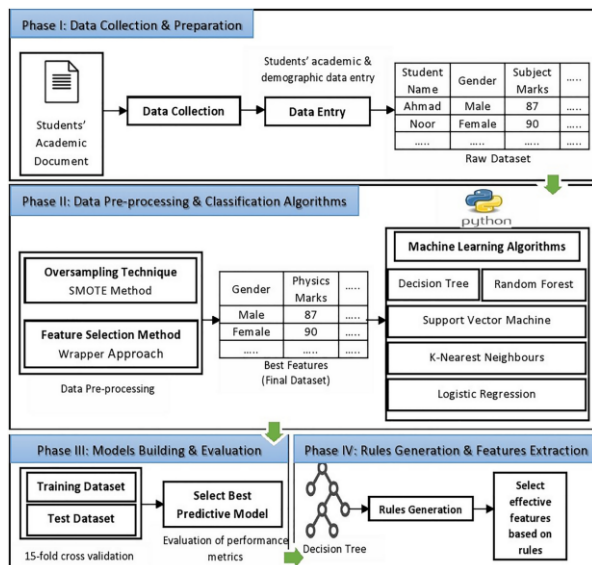 Phase I: Data Collection & Preparation
Students'
Academic
Document
Data Collection
Students' academic &
demographic data entry
Data Entry
Student Name Gender Subject Marks .....
Ahmad Male 87 .....
Noor Female 90 .....
..... ..... .....
Raw Dataset
Phase II: Data Pre-processing & Classification Algorithms
python
Oversampling Technique
SMOTE Method
Feature Selection Method
Wrapper Approach
Data Pre-processing
Gender Physics Marks .....
Male 87 .....
Female 90 .....
..... ..... .....
Best Features
(Final Dataset)
Machine Learning Algorithms
Decision Tree Random Forest
Support Vector Machine
K-Nearest Neighbours
Logistic Regression
Phase III: Models Building & Evaluation
Training Dataset
Test Dataset
15-fold cross validation
Select Best
Predictive Model
Evaluation of performance
metrics
Phase IV: Rules Generation & Features Extraction
Decision Tree
Rules Generation
Select
effective
features
based on
rules